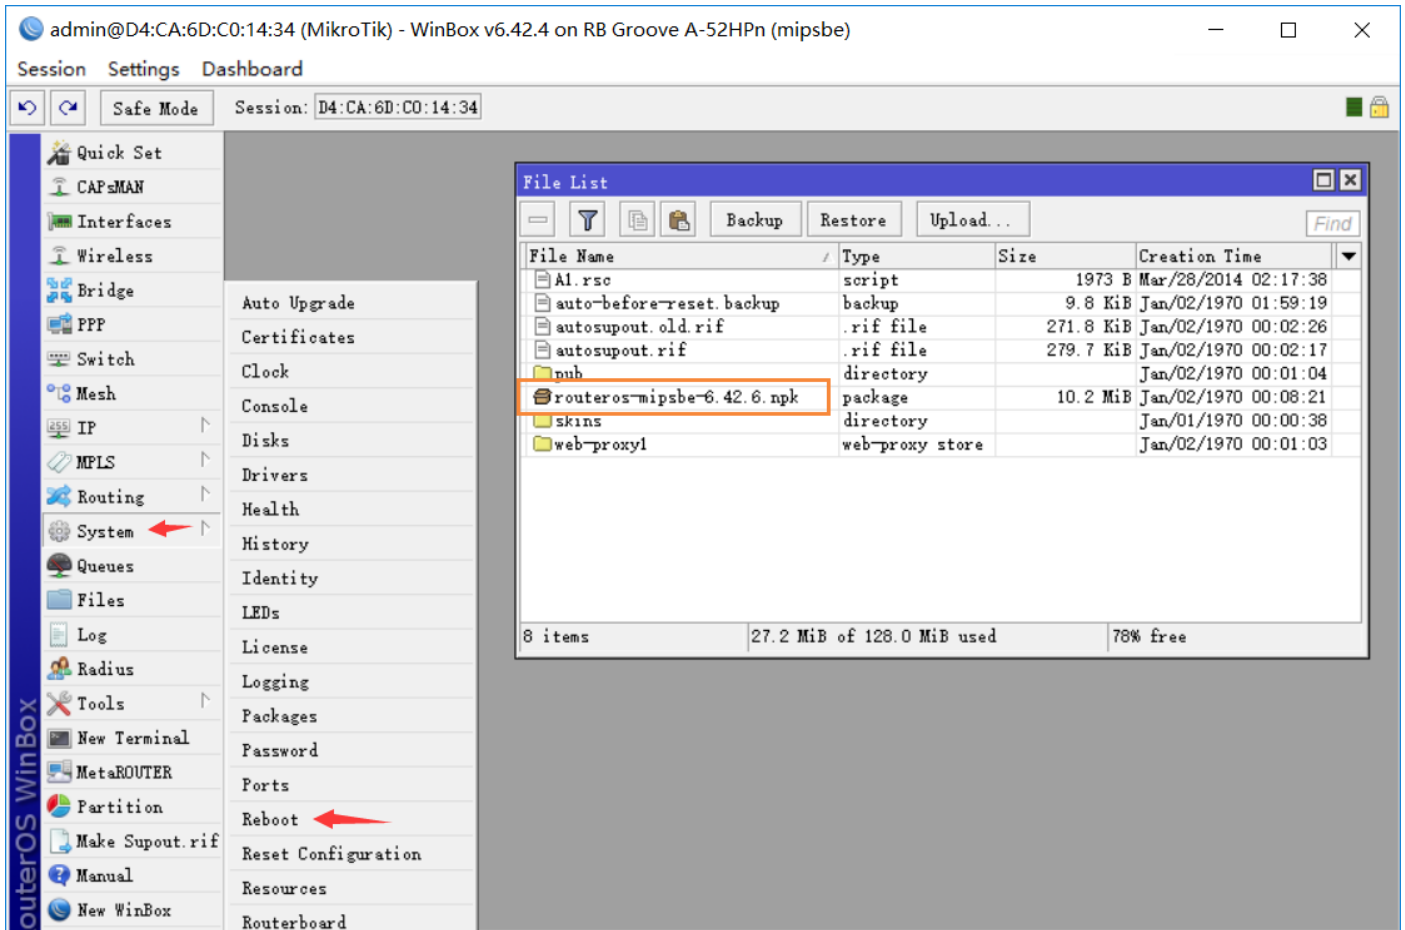 admin@D4:CA:6D:C0:14:34 (MikroTik) - WinBox v6.42.4 on RB Groove A-52HPn (mipsbe)
Session Settings Dashboard
Safe Mode Session: D4:CA:6D:C0:14:34
Quick Set
CAPsMAN
Interfaces
Wireless
Bridge
PPP
Switch
Mesh
255 IP
MPLS
Routing
System
Queues
Files
Log
Radius
Tools
New Terminal
MetaROUTER
Partition
Make Supout.rif
Manual
New WinBox
outerOS WinBox
Auto Upgrade
Certificates
Clock
Console
Disks
Drivers
Health
History
Identity
LEDs
License
Logging
Packages
Password
Ports
Reboot
Reset Configuration
Resources
Routerboard
File List
Backup Restore Upload... Find
File Name Type Size Creation Time
A1.rsc script 1973 B Mar/28/2014 02:17:38
auto-before-reset.backup backup 9.8 KiB Jan/02/1970 01:59:19
autosupout.old.rif .rif file 271.8 KiB Jan/02/1970 00:02:26
autosupout.rif .rif file 279.7 KiB Jan/02/1970 00:02:17
pub directory Jan/02/1970 00:01:04
routeros-mipsbe-6.42.6.npk package 10.2 MiB Jan/02/1970 00:08:21
skins directory Jan/01/1970 00:00:38
web-proxy1 web-proxy store Jan/02/1970 00:01:03
8 items 27.2 MiB of 128.0 MiB used 78% free